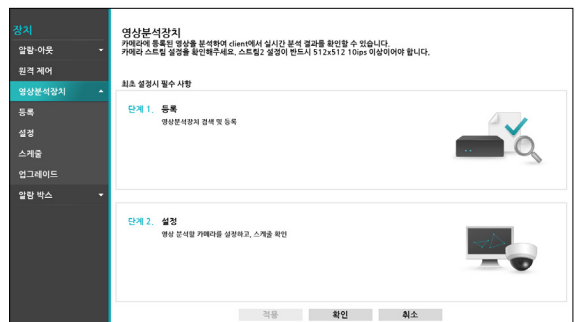 장치
알람·아웃
원격 제어
영상분석장치
등록
설정
스케줄
업그레이드
알람 박스
영상분석장치
카메라에 등록된 영상을 분석하여 client에서 실시간 분석 결과를 확인할 수 있습니다.
카메라 스트림 설정을 확인해주세요. 스트림2 설정이 반드시 512x512 10ips 이상이어야 합니다.
최초 설정시 필수 사항
단계 1. 등록
영상분석장치 검색 및 등록
단계 2. 설정
영상 분석할 카메라를 설정하고, 스케줄 확인
적용 확인 취소